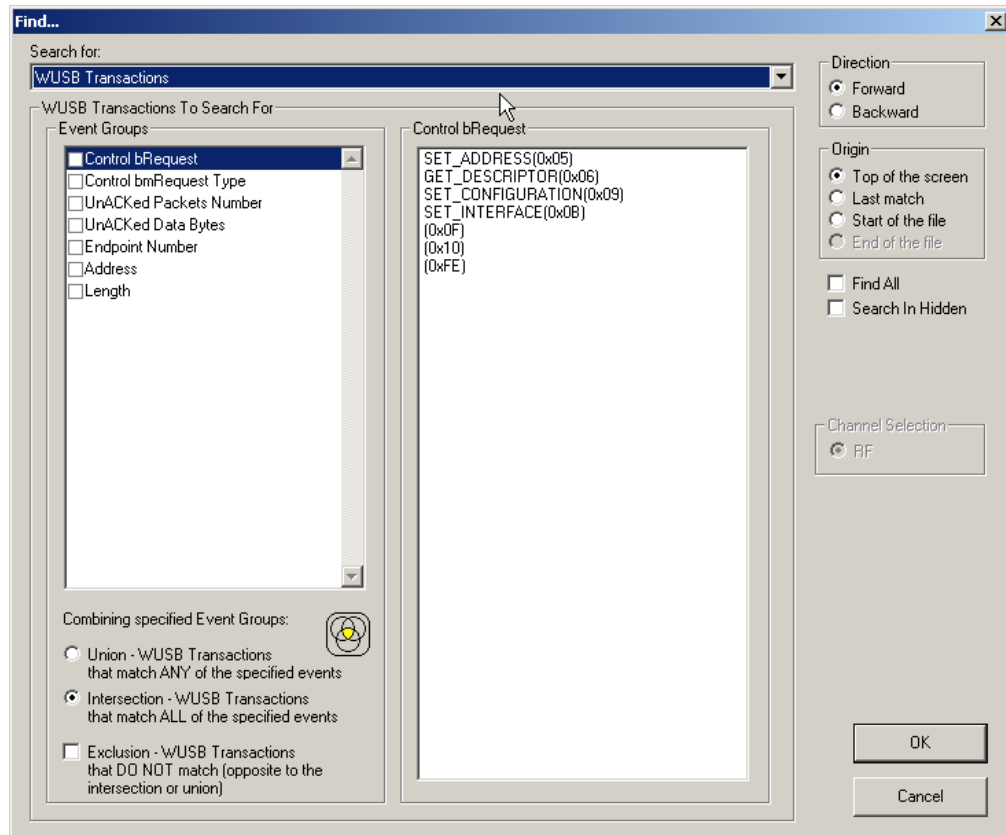 Find...
Search for:
WUSB Transactions
WUSB Transactions To Search For
Event Groups
Control bRequest
Control bmRequest Type
UnACKed Packets Number
UnACKed Data Bytes
Endpoint Number
Address
Length
Combining specified Event Groups:
Union - WUSB Transactions
that match ANY of the specified events
Intersection - WUSB Transactions
that match ALL of the specified events
Exclusion - WUSB Transactions
that DO NOT match (opposite to the
intersection or union)
Control bRequest
SET_ADDRESS(0x05)
GET_DESCRIPTOR(0x06)
SET_CONFIGURATION(0x09)
SET_INTERFACE(0x0B)
(0x0F)
(0x10)
(0xFE)
Direction
Forward
Backward
Origin
Top of the screen
Last match
Start of the file
End of the file
Find All
Search In Hidden
Channel Selection
RF
OK
Cancel